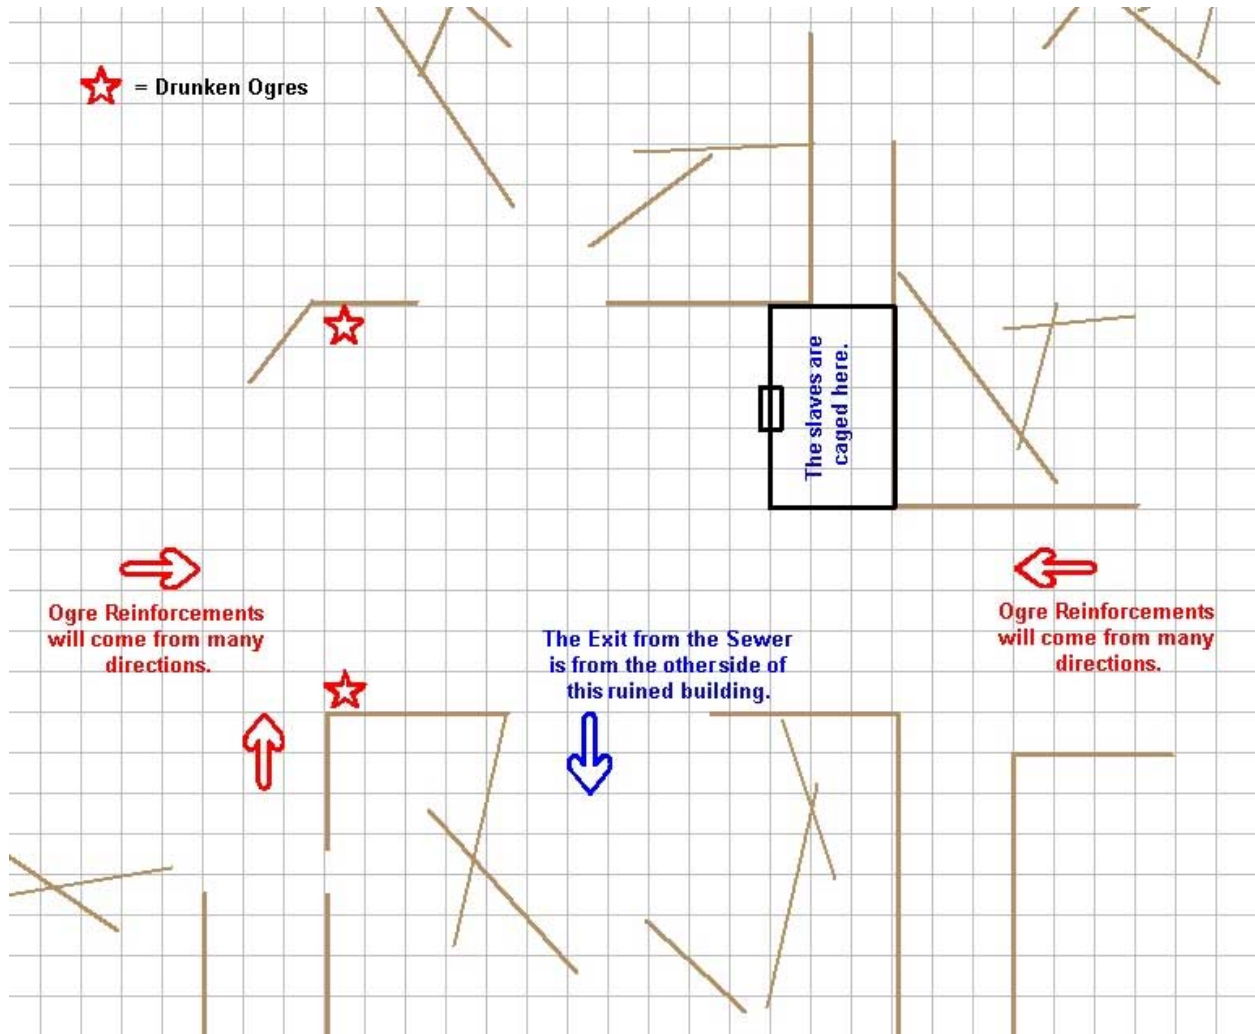 = Drunken Ogres
The slaves are
caged here.
Ogre Reinforcements
will come from many
directions.
The Exit from the Sewer
is from the otherside of
this ruined building.
Ogre Reinforcements
will come from many
directions.